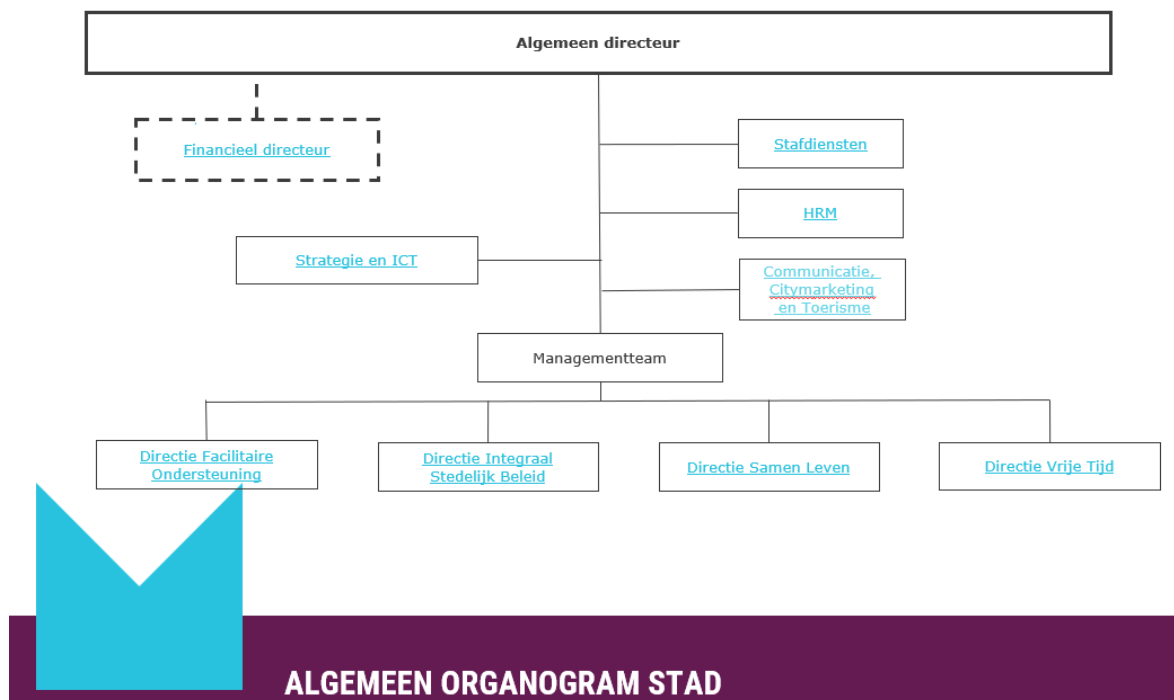 Algemeen directeur
Financieel directeur
Stafdiensten
HRM
Strategie en ICT
Communicatie,
Citymarketing
en Toerisme
Managementteam
Directie Facilitaire
Ondersteuning
Directie Integraal
Stedelijk Beleid
Directie Samen Leven
Directie Vrije Tijd
ALGEMEEN ORGANOGRAM STAD